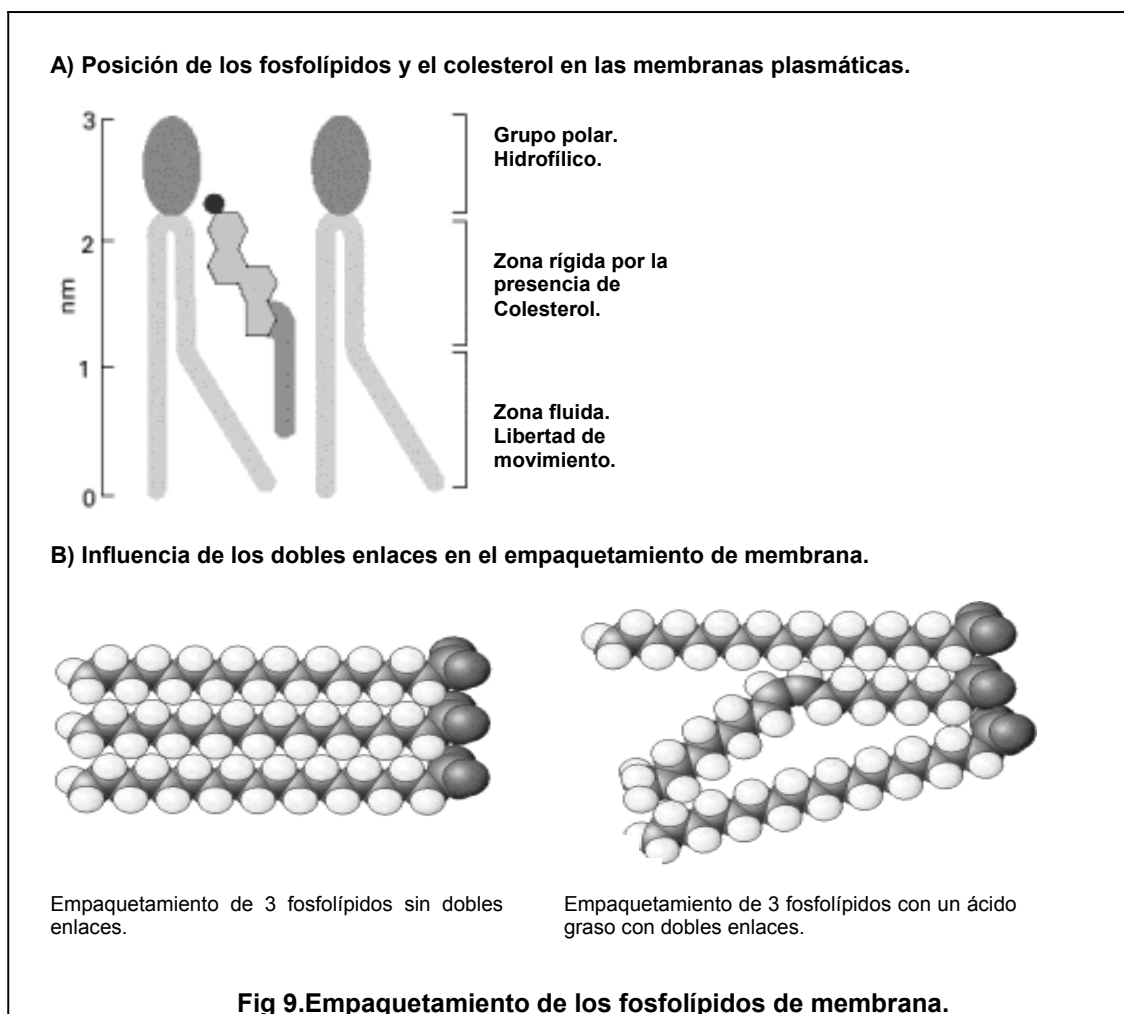 A) Posición de los fosfolípidos y el colesterol en las membranas plasmáticas.
3
2
nm
1
0
Grupo polar.
Hidrofílico.
Zona rígida por la
presencia de
Colesterol.
Zona fluida.
Libertad de
movimiento.
B) Influencia de los dobles enlaces en el empaquetamiento de membrana.
Empaquetamiento de 3 fosfolípidos sin dobles
enlaces.
Empaquetamiento de 3 fosfolípidos con un ácido
graso con dobles enlaces.
Fig 9.Empaquetamiento de los fosfolípidos de membrana.